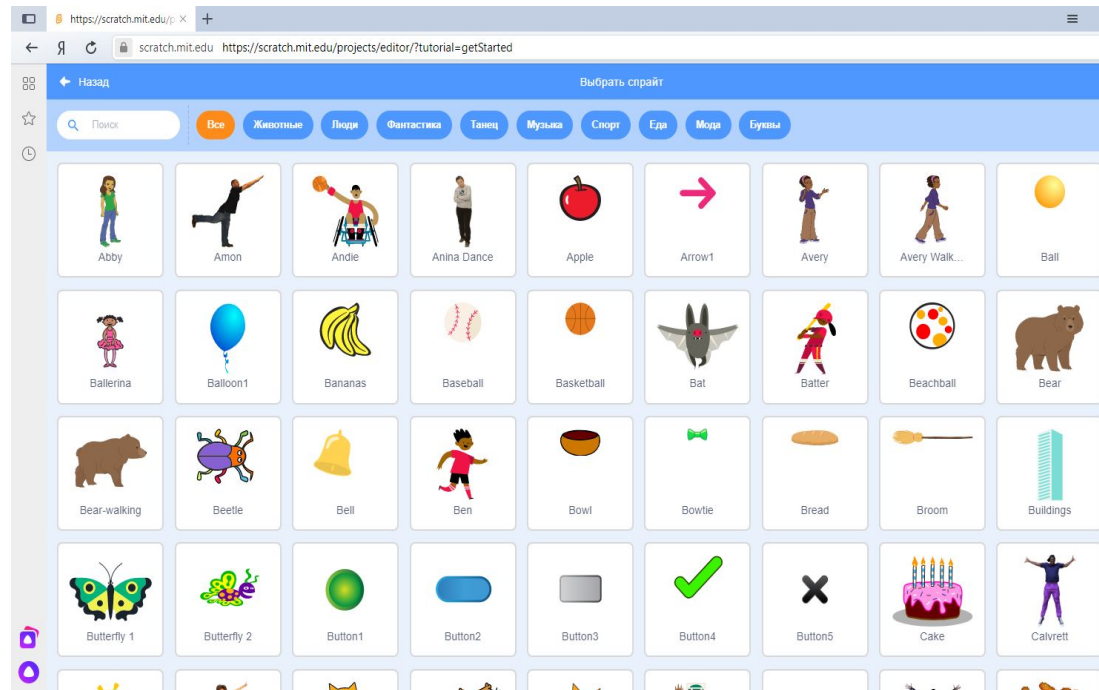 https://scratch.mit.edu/p
scratch.mit.edu https://scratch.mit.edu/projects/editor/?tutorial=getStarted
Назад
Выбрать спрайт
Поиск Все Животные Люди Фантастика Танец Музыка Спорт Еда Мода Буквы
Abby Amon Andie Anina Dance Apple Arrow1 Avery Avery Walk... Ball
Ballerina Balloon1 Bananas Baseball Basketball Bat Batter Beachball Bear
Bear-walking Beetle Bell Ben Bowl Bowtie Bread Broom Buildings
Butterfly 1 Butterfly 2 Button1 Button2 Button3 Button4 Button5 Cake Calvrett